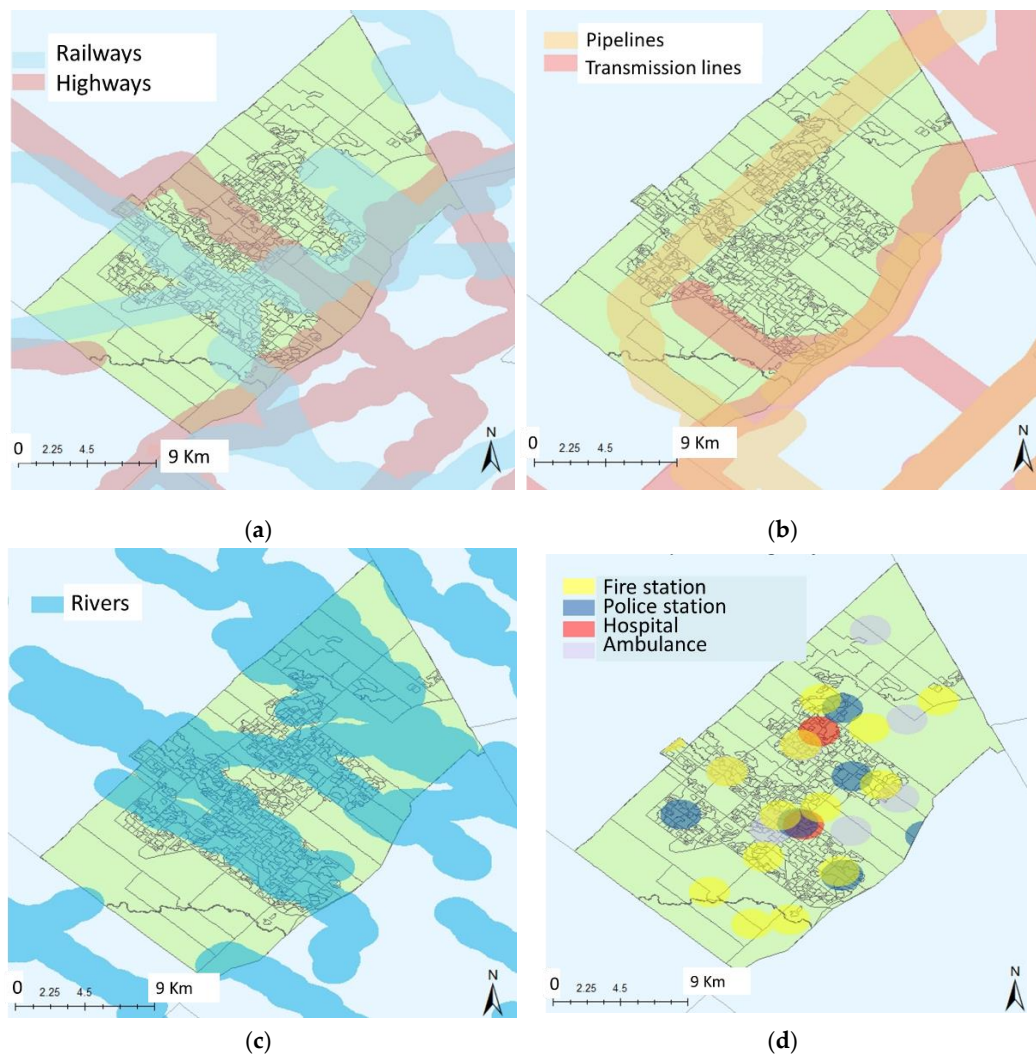 Railways
Highways
N
0 2.25 4.5 9 Km
(a)
Pipelines
Transmission lines
N
0 2.25 4.5 9 Km
(b)
Rivers
N
0 2.25 4.5 9 Km
(c)
Fire station
Police station
Hospital
Ambulance
N
0 2.25 4.5 9 Km
(d)